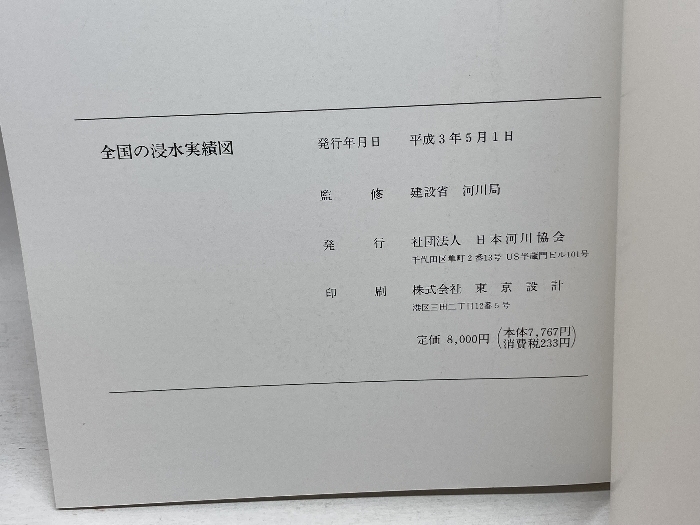 全国の浸水実績図
発行年月日 平成3年5月1日
監修 建設省 河川局
発行 社団法人 日本河川協会
千代田区隼町2番13号 US半蔵門ビル101号
印刷 株式会社 東京設計
港区三田二丁目12番5号
定価 8,000円 (本体7,767円
消費税233円)